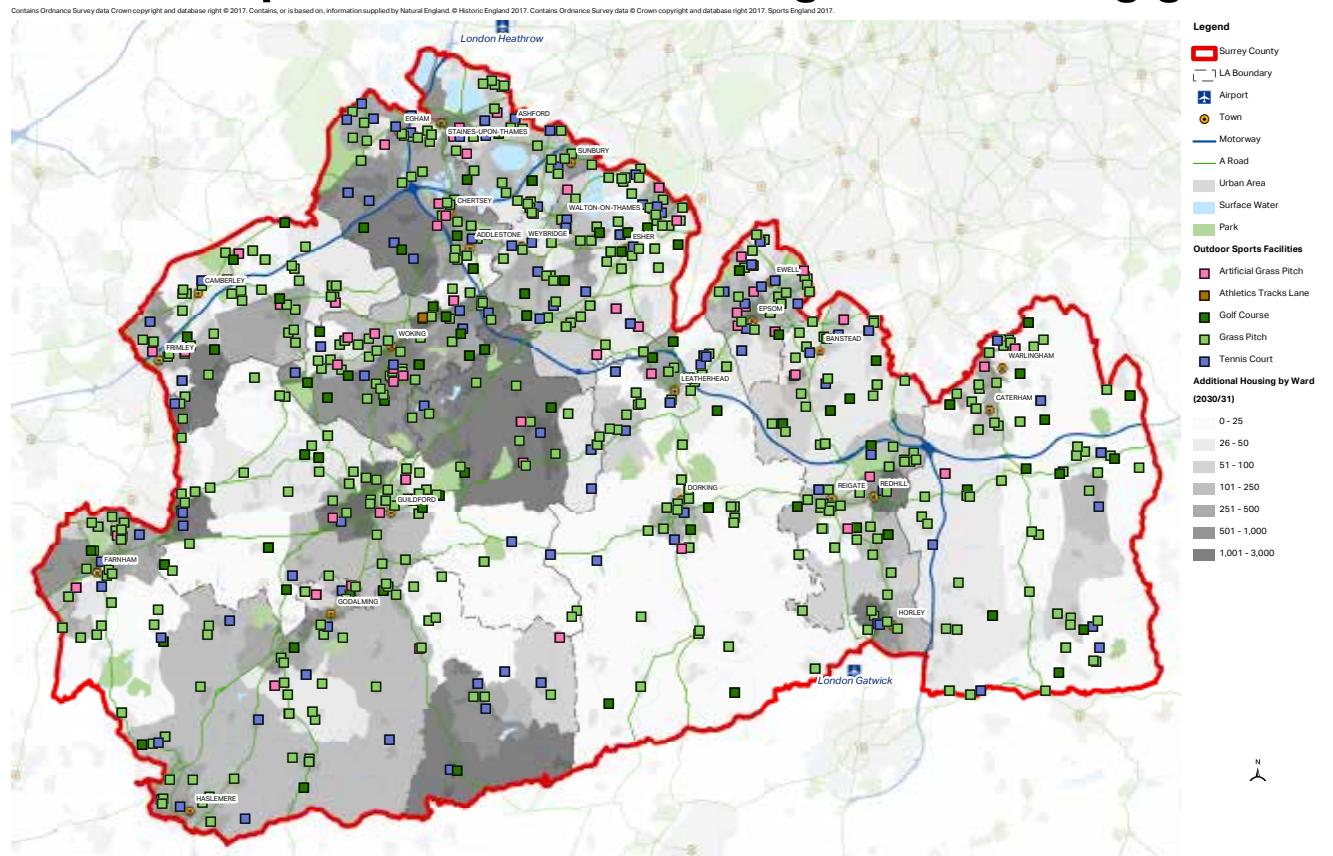 Contains Ordnance Survey data Crown copyright and database right © 2017. Contains, or is based on, information supplied by Natural England. © Historic England 2017. Contains Ordnance Survey data © Crown copyright and database right 2017. Sports England 2017.
London Heathrow
EGHAM
ASHFORD
STAINES-UPON-THAMES
SUNBURY
CHERTSEY
WALTON-ON-THAMES
ADDLESTONE
WEYBRIDGE
ESHER
CAMBERLEY
EWELL
EPSOM
FRIMLEY
WOKING
BANSTEAD
WARLINGHAM
LEATHERHEAD
CATERHAM
GUILDFORD
DORKING
REIGATE
REDHILL
FARNHAM
GODALMING
HORLEY
London Gatwick
HASLEMERE
Legend
Surrey County
LA Boundary
Airport
Town
Motorway
A Road
Urban Area
Surface Water
Park
Outdoor Sports Facilities
Artificial Grass Pitch
Athletics Tracks Lane
Golf Course
Grass Pitch
Tennis Court
Additional Housing by Ward
(2030/31)
0 - 25
26 - 50
51 - 100
101 - 250
251 - 500
501 - 1,000
1,001 - 3,000
N